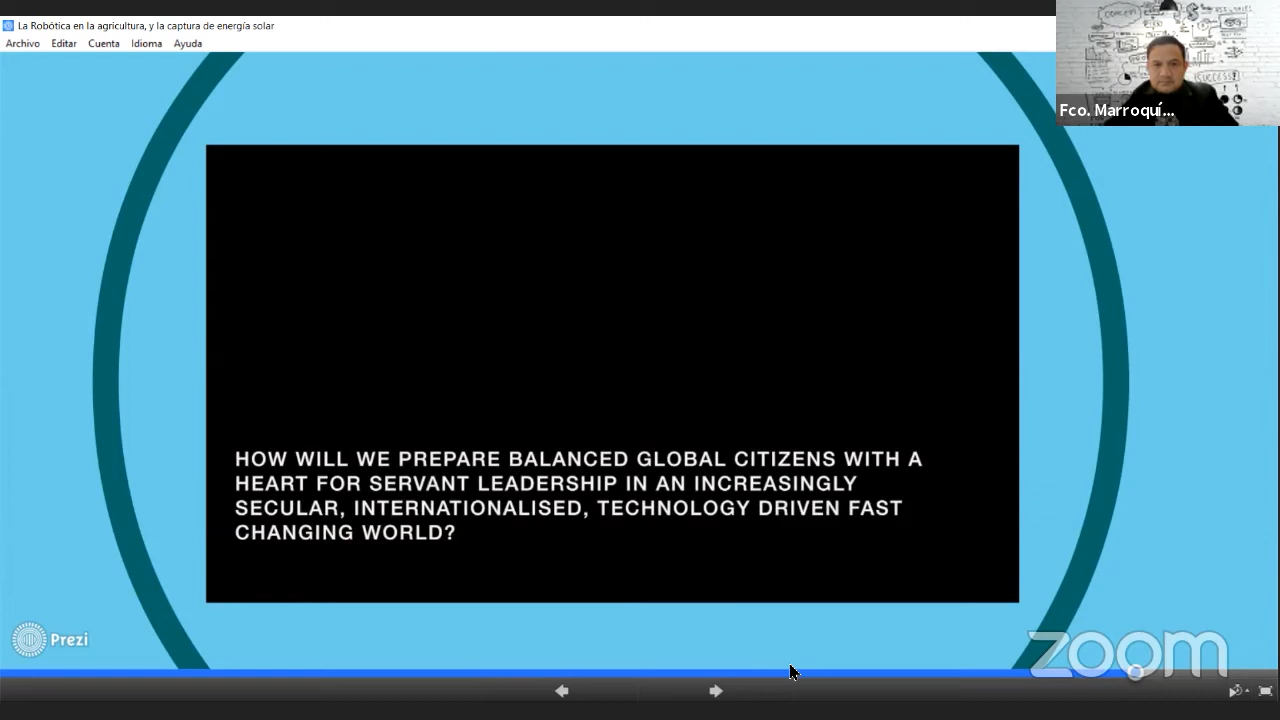 La Robótica en la agricultura, y la captura de energía solar
Archivo Editar Cuenta Idioma Ayuda
SUCCESS
Fco. Marroquí...
HOW WILL WE PREPARE BALANCED GLOBAL CITIZENS WITH A
HEART FOR SERVANT LEADERSHIP IN AN INCREASINGLY
SECULAR, INTERNATIONALISED, TECHNOLOGY DRIVEN FAST
CHANGING WORLD?
Prezi
zoom